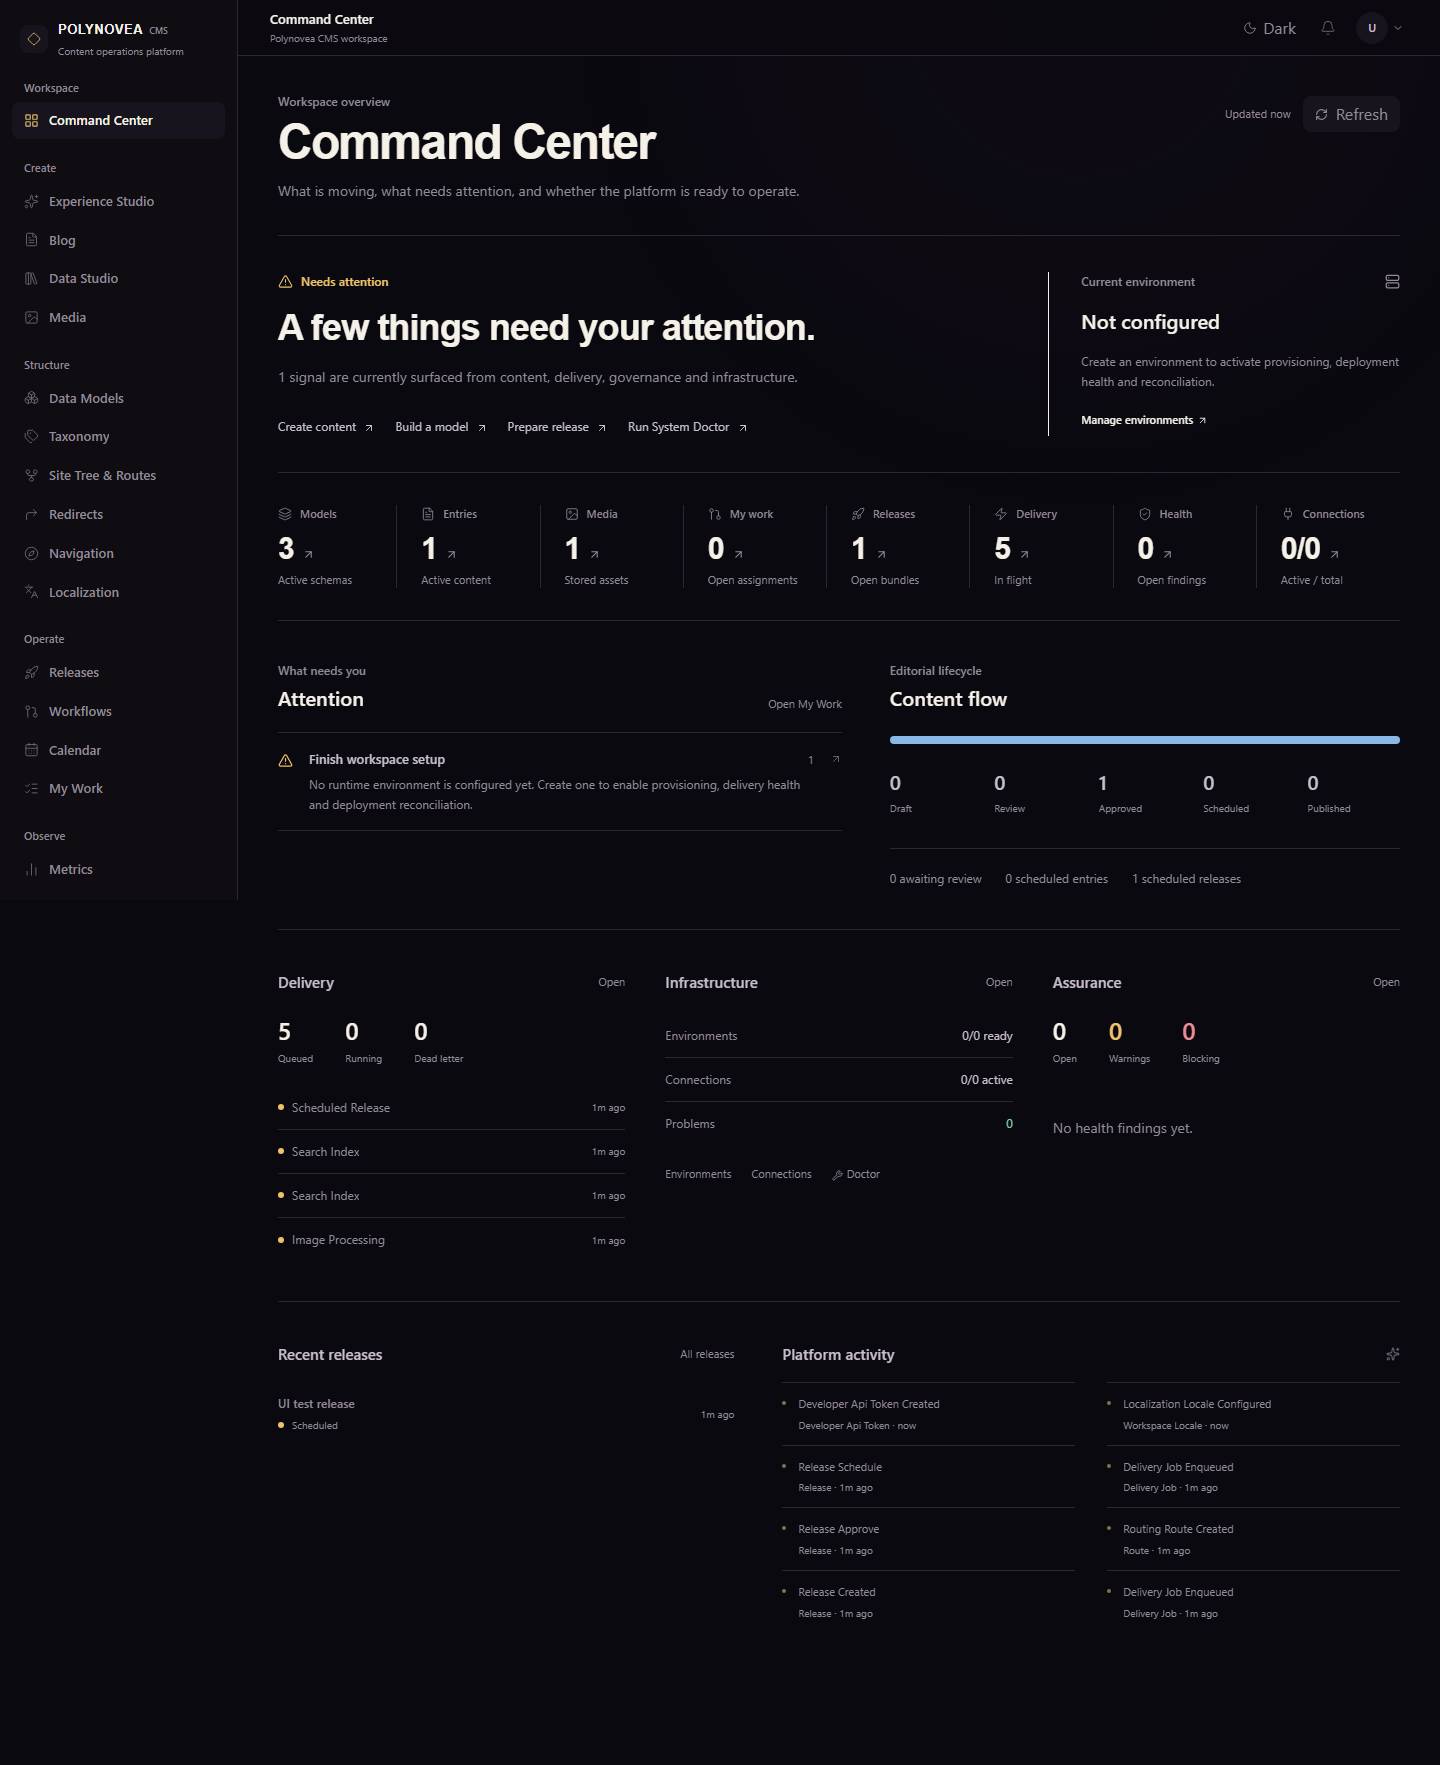 POLYNOVEA CMS
Content operations platform
Workspace
Command Center
Create
Experience Studio
Blog
Data Studio
Media
Structure
Data Models
Taxonomy
Site Tree & Routes
Redirects
Navigation
Localization
Operate
Releases
Workflows
Calendar
My Work
Observe
Metrics
Command Center
Polynovea CMS workspace
Dark
U
Workspace overview
Command Center
What is moving, what needs attention, and whether the platform is ready to operate.
Updated now
Refresh
Needs attention
A few things need your attention.
1 signal are currently surfaced from content, delivery, governance and infrastructure.
Create content Build a model Prepare release Run System Doctor
Current environment
Not configured
Create an environment to activate provisioning, deployment
health and reconciliation.
Manage environments
Models
3
Active schemas
Entries
1
Active content
Media
1
Stored assets
My work
0
Open assignments
Releases
1
Open bundles
Delivery
5
In flight
Health
0
Open findings
Connections
0/0
Active / total
What needs you
Attention
Open My Work
Finish workspace setup 1
No runtime environment is configured yet. Create one to enable provisioning, delivery health
and deployment reconciliation.
Editorial lifecycle
Content flow
0 0 1 0 0
Draft Review Approved Scheduled Published
0 awaiting review 0 scheduled entries 1 scheduled releases
Delivery Open
5 0 0
Queued Running Dead letter
Scheduled Release 1m ago
Search Index 1m ago
Search Index 1m ago
Image Processing 1m ago
Infrastructure Open
Environments 0/0 ready
Connections 0/0 active
Problems 0
Environments Connections Doctor
Assurance Open
0 0 0
Open Warnings Blocking
No health findings yet.
Recent releases All releases
UI test release
Scheduled
1m ago
Platform activity
Developer Api Token Created
Developer Api Token · now
Localization Locale Configured
Workspace Locale · now
Release Schedule
Release · 1m ago
Delivery Job Enqueued
Delivery Job · 1m ago
Release Approve
Release · 1m ago
Routing Route Created
Route · 1m ago
Release Created
Release · 1m ago
Delivery Job Enqueued
Delivery Job · 1m ago